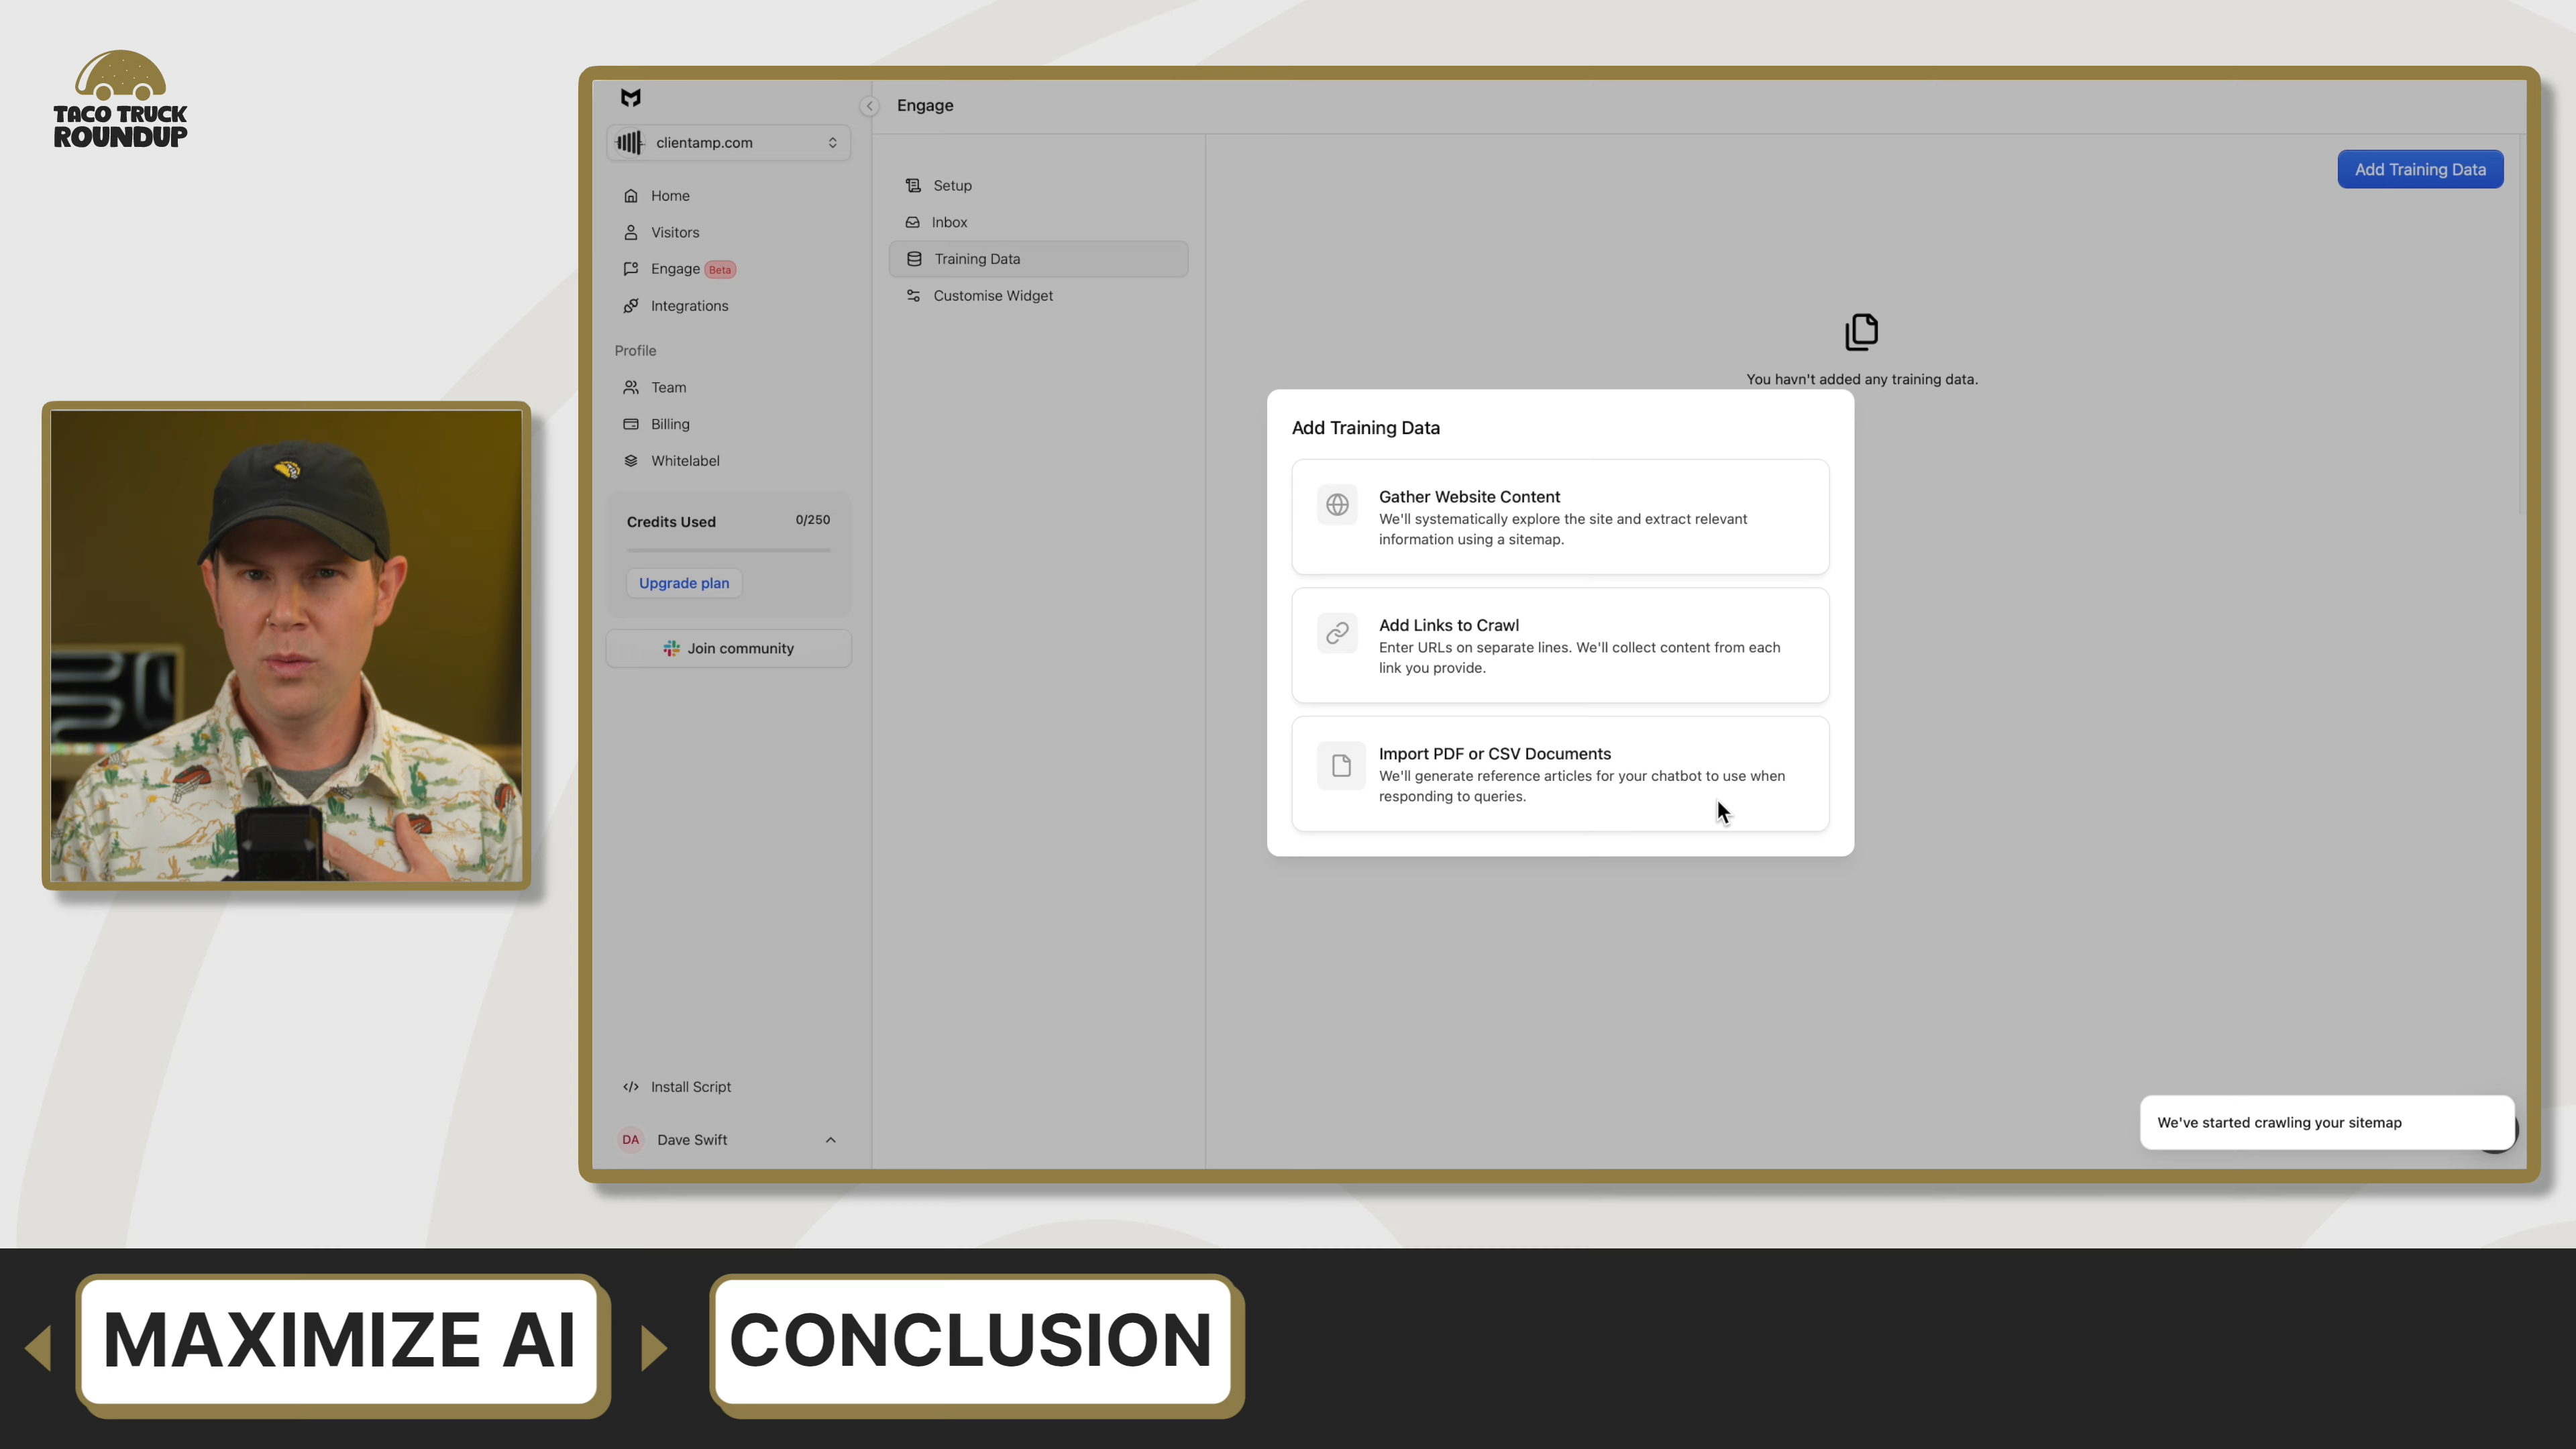 TACO TRUCK
ROUNDUP
clientamp.com
Home
Visitors
Engage Beta
Integrations
Profile
Team
Billing
Whitelabel
Credits Used 0/250
Upgrade plan
Join community
Install Script
DA Dave Swift
Engage
Setup
Inbox
Training Data
Customise Widget
Add Training Data
You havn't added any training data.
Add Training Data
Gather Website Content
We'll systematically explore the site and extract relevant
information using a sitemap.
Add Links to Crawl
Enter URLs on separate lines. We'll collect content from each
link you provide.
Import PDF or CSV Documents
We'll generate reference articles for your chatbot to use when
responding to queries.
We've started crawling your sitemap
MAXIMIZE AI
CONCLUSION